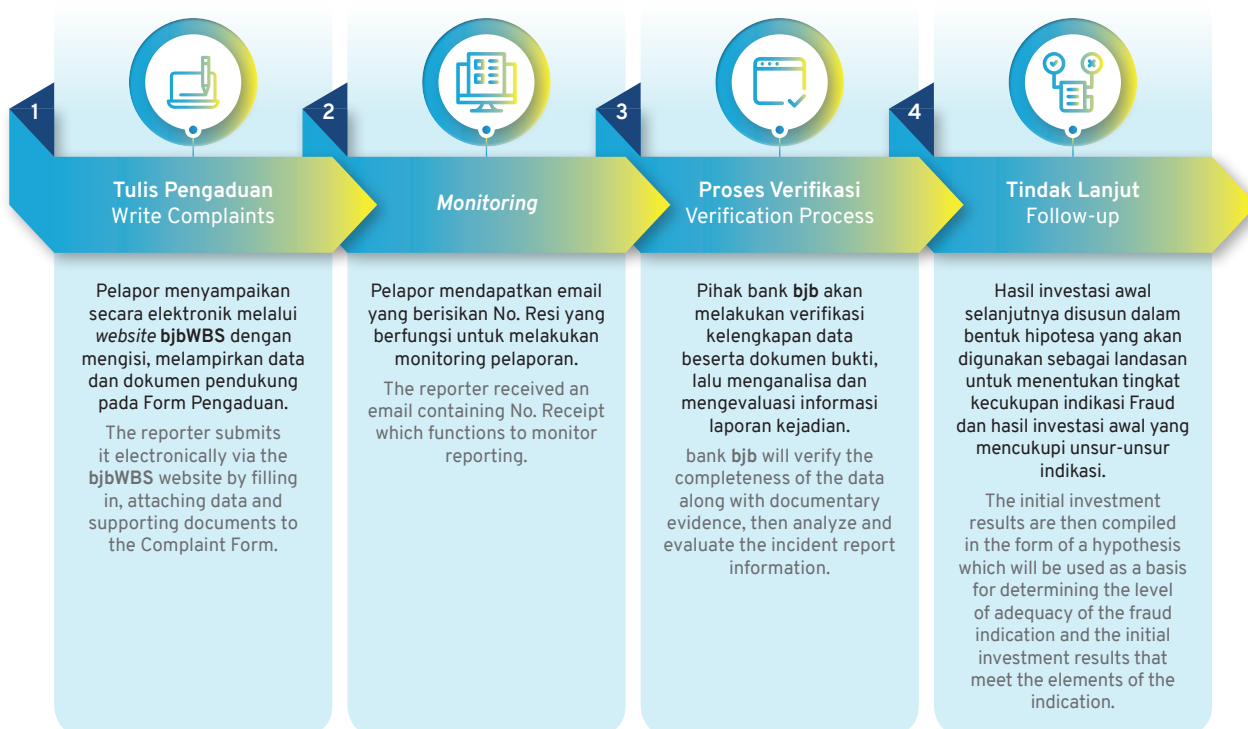 1
Tulis Pengaduan
Write Complaints
Pelapor menyampaikan
secara elektronik melalui
website bjbWBS dengan
mengisi, melampirkan data
dan dokumen pendukung
pada Form Pengaduan.
The reporter submits
it electronically via the
bjbWBS website by filling
in, attaching data and
supporting documents to
the Complaint Form.
2
Monitoring
Pelapor mendapatkan email
yang berisikan No. Resi yang
berfungsi untuk melakukan
monitoring pelaporan.
The reporter received an
email containing No. Receipt
which functions to monitor
reporting.
3
Proses Verifikasi
Verification Process
Pihak bank bjb akan
melakukan verifikasi
kelengkapan data
beserta dokumen bukti,
lalu menganalisa dan
mengevaluasi informasi
laporan kejadian.
bank bjb will verify the
completeness of the data
along with documentary
evidence, then analyze and
evaluate the incident report
information.
4
Tindak Lanjut
Follow-up
Hasil investasi awal
selanjutnya disusun dalam
bentuk hipotesa yang akan
digunakan sebagai landasan
untuk menentukan tingkat
kecukupan indikasi Fraud
dan hasil investasi awal yang
mencukupi unsur-unsur
indikasi.
The initial investment
results are then compiled
in the form of a hypothesis
which will be used as a basis
for determining the level
of adequacy of the fraud
indication and the initial
investment results that
meet the elements of the
indication.